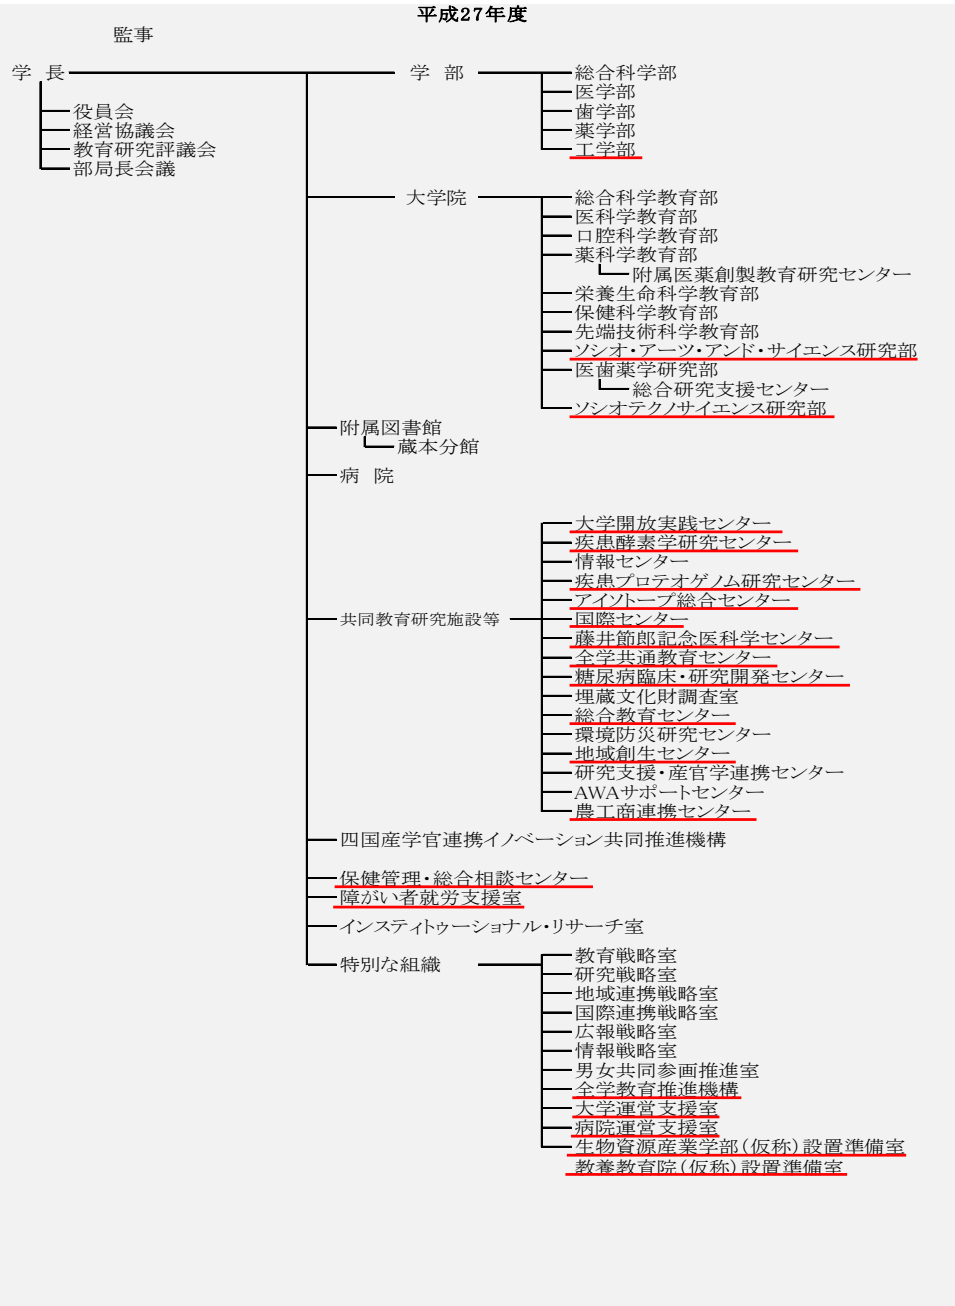 平成27年度
監事
学　長
役員会
経営協議会
教育研究評議会
部局長会議
学　部
総合科学部
医学部
歯学部
薬学部
工学部
大学院
総合科学教育部
医科学教育部
口腔科学教育部
薬科学教育部
附属医薬創製教育研究センター
栄養生命科学教育部
保健科学教育部
先端技術科学教育部
ソシオ・アーツ・アンド・サイエンス研究部
医歯薬学研究部
総合研究支援センター
ソシオテクノサイエンス研究部
附属図書館
蔵本分館
病　院
共同教育研究施設等
大学開放実践センター
疾患酵素学研究センター
情報センター
疾患プロテオゲノム研究センター
アイソトープ総合センター
国際センター
藤井節郎記念医科学センター
全学共通教育センター
糖尿病臨床・研究開発センター
埋蔵文化財調査室
総合教育センター
環境防災研究センター
地域創生センター
研究支援・産官学連携センター
AWAサポートセンター
農工商連携センター
四国産学官連携イノベーション共同推進機構
保健管理・総合相談センター
障がい者就労支援室
インスティトゥーショナル・リサーチ室
特別な組織
教育戦略室
研究戦略室
地域連携戦略室
国際連携戦略室
広報戦略室
情報戦略室
男女共同参画推進室
全学教育推進機構
大学運営支援室
病院運営支援室
生物資源産業学部（仮称）設置準備室
教養教育院（仮称）設置準備室